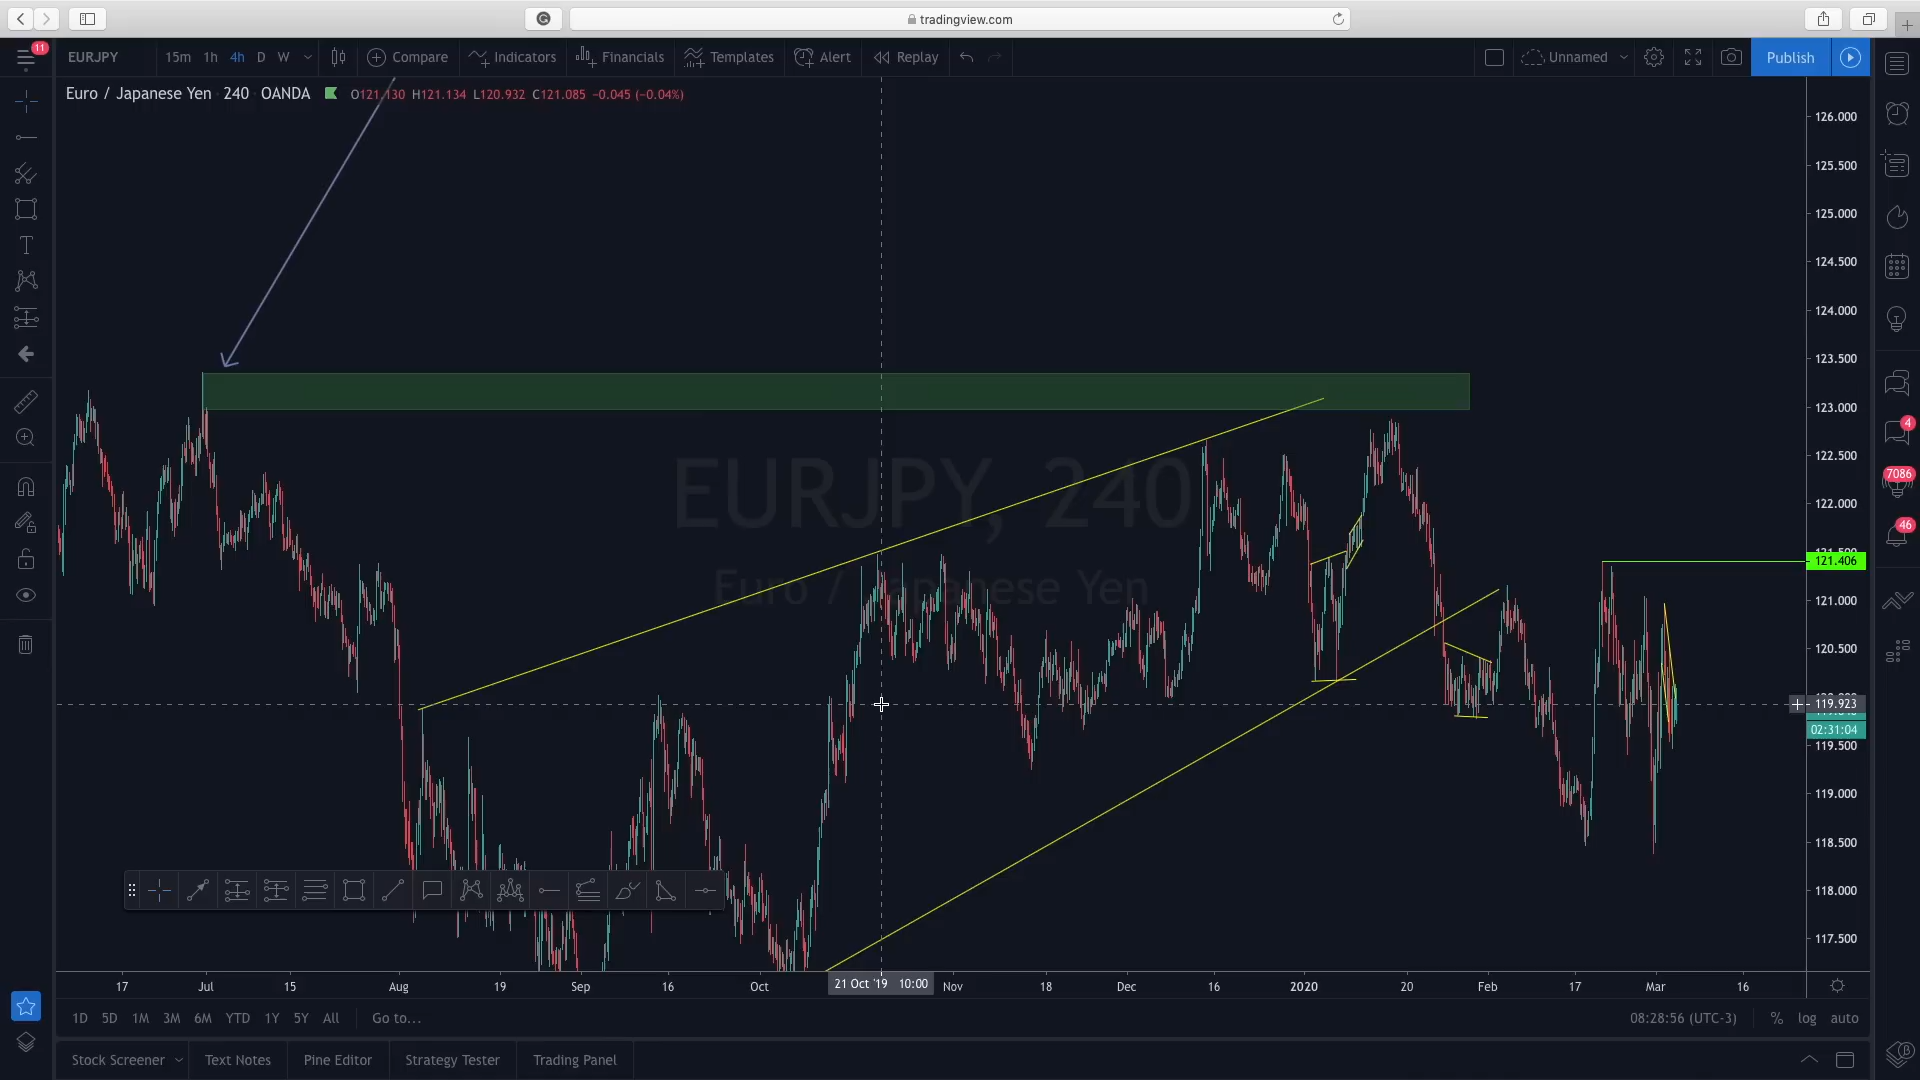 tradingview.com
11
EURJPY 15m 1h 4h D W Compare Indicators Financials Templates Alert Replay Unnamed Publish
Euro / Japanese Yen 240 OANDA O121.130 H121.134 L120.932 C121.085 −0.045 (−0.04%)
126.000
125.500
125.000
124.500
124.000
123.500
123.000
4
122.500
7086
EURJPY, 240
122.000
46
121.406
Euro / Japanese Yen
121.000
120.500
119.923
02:31:04
119.500
119.000
118.500
118.000
117.500
17 Jul 15 Aug 19 Sep 16 Oct 21 Oct '19 10:00 Nov 18 Dec 16 2020 20 Feb 17 Mar 16
1D 5D 1M 3M 6M YTD 1Y 5Y All Go to... 08:28:56 (UTC-3) % log auto
Stock Screener Text Notes Pine Editor Strategy Tester Trading Panel